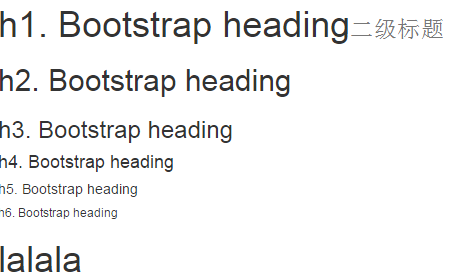 h1. Bootstrap heading二级标题
h2. Bootstrap heading
h3. Bootstrap heading
h4. Bootstrap heading
h5. Bootstrap heading
h6. Bootstrap heading
lalala